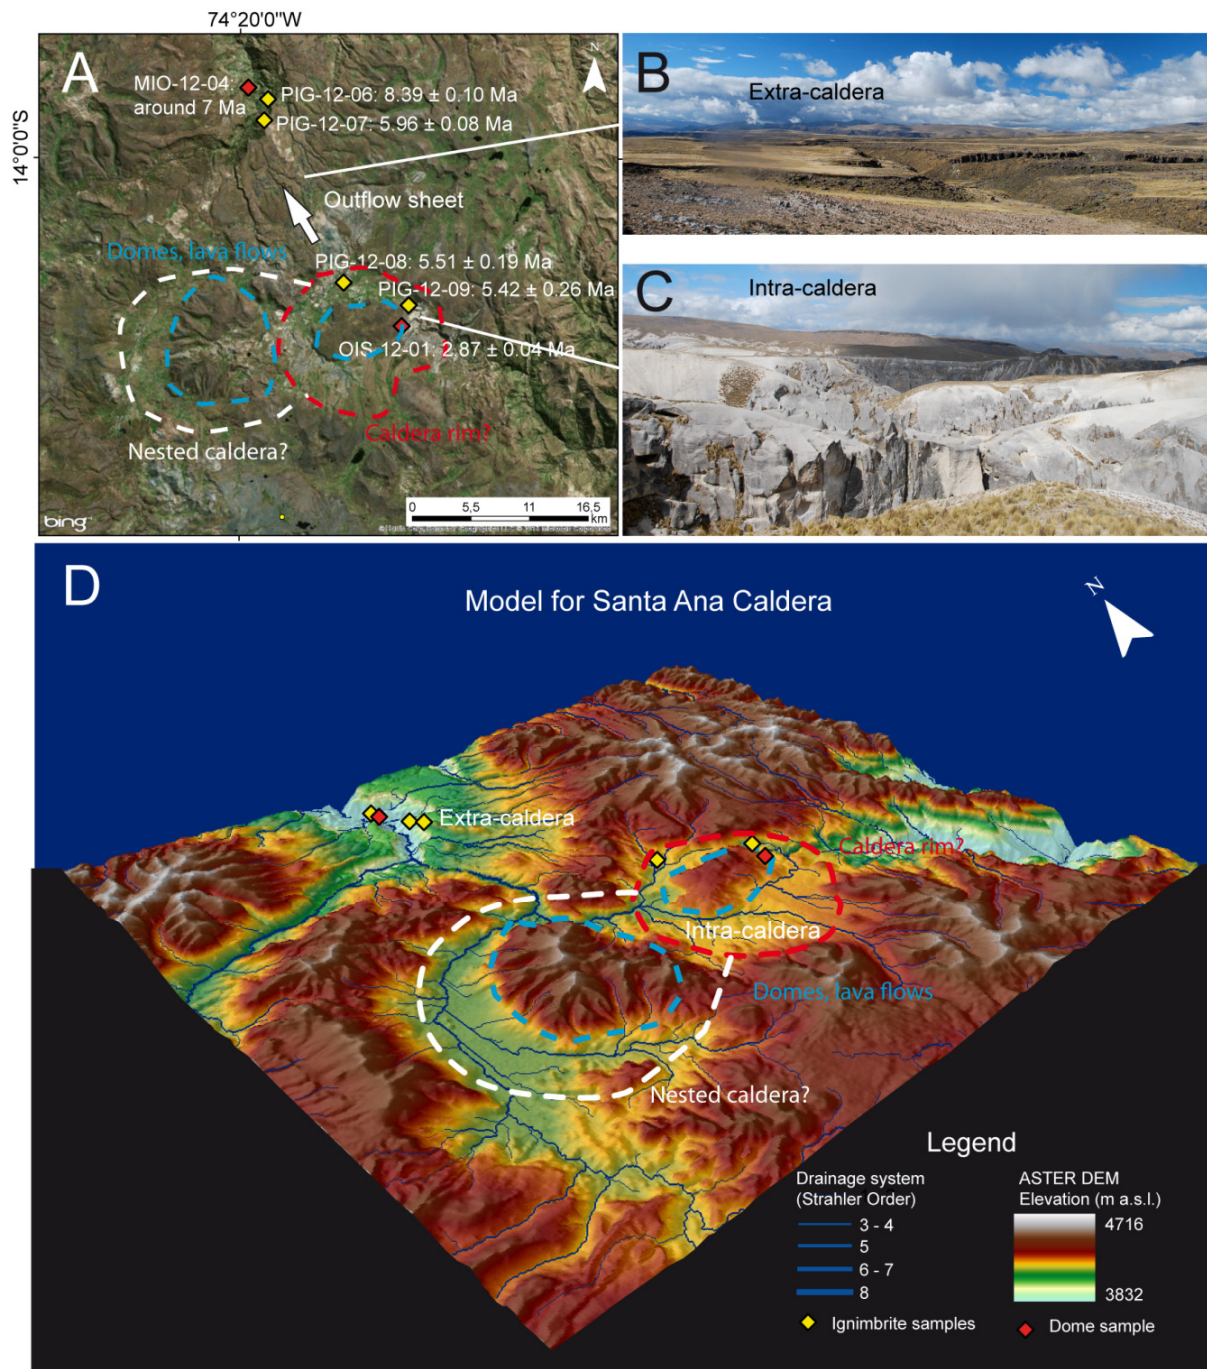 74°20'0"W
14°0'0"S
A
N
MIO-12-04:
around 7 Ma
PIG-12-06: 8.39 ± 0.10 Ma
PIG-12-07: 5.96 ± 0.08 Ma
Outflow sheet
Domes, lava flows
PIG-12-08: 5.51 ± 0.19 Ma
PIG-12-09: 5.42 ± 0.26 Ma
OIS-12-01: 2.87 ± 0.04 Ma
Caldera rim?
Nested caldera?
0 5,5 11 16,5
km
bing
B
Extra-caldera
C
Intra-caldera
D
Model for Santa Ana Caldera
N
Extra-caldera
Caldera rim?
Intra-caldera
Domes, lava flows
Nested caldera?
Legend
Drainage system
(Strahler Order)
3 - 4
5
6 - 7
8
ASTER DEM
Elevation (m a.s.l.)
4716
3832
Ignimbrite samples
Dome sample